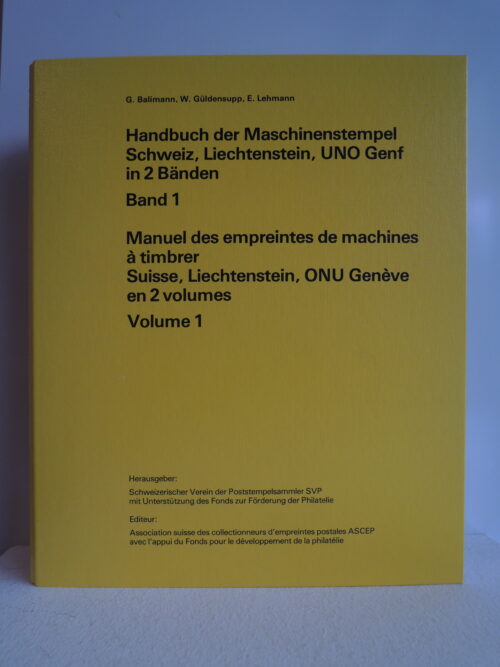 G. Balimann, W. Güldensupp, E. Lehmann
Handbuch der Maschinenstempel
Schweiz, Liechtenstein, UNO Genf
in 2 Bänden
Band 1
Manuel des empreintes de machines
à timbrer
Suisse, Liechtenstein, ONU Genève
en 2 volumes
Volume 1
Herausgeber:
Schweizerischer Verein der Poststempelsammler SVP
mit Unterstützung des Fonds zur Förderung der Philatelie
Editeur:
Association suisse des collectionneurs d'empreintes postales ASCEP
avec l'appui du Fonds pour le développement de la philatélie